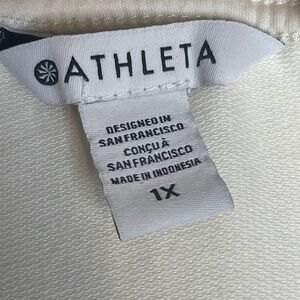 ATHLETA
DESIGNED IN
SAN FRANCISCO
CONÇU À
SAN FRANCISCO
MADE IN INDONESIA
1X